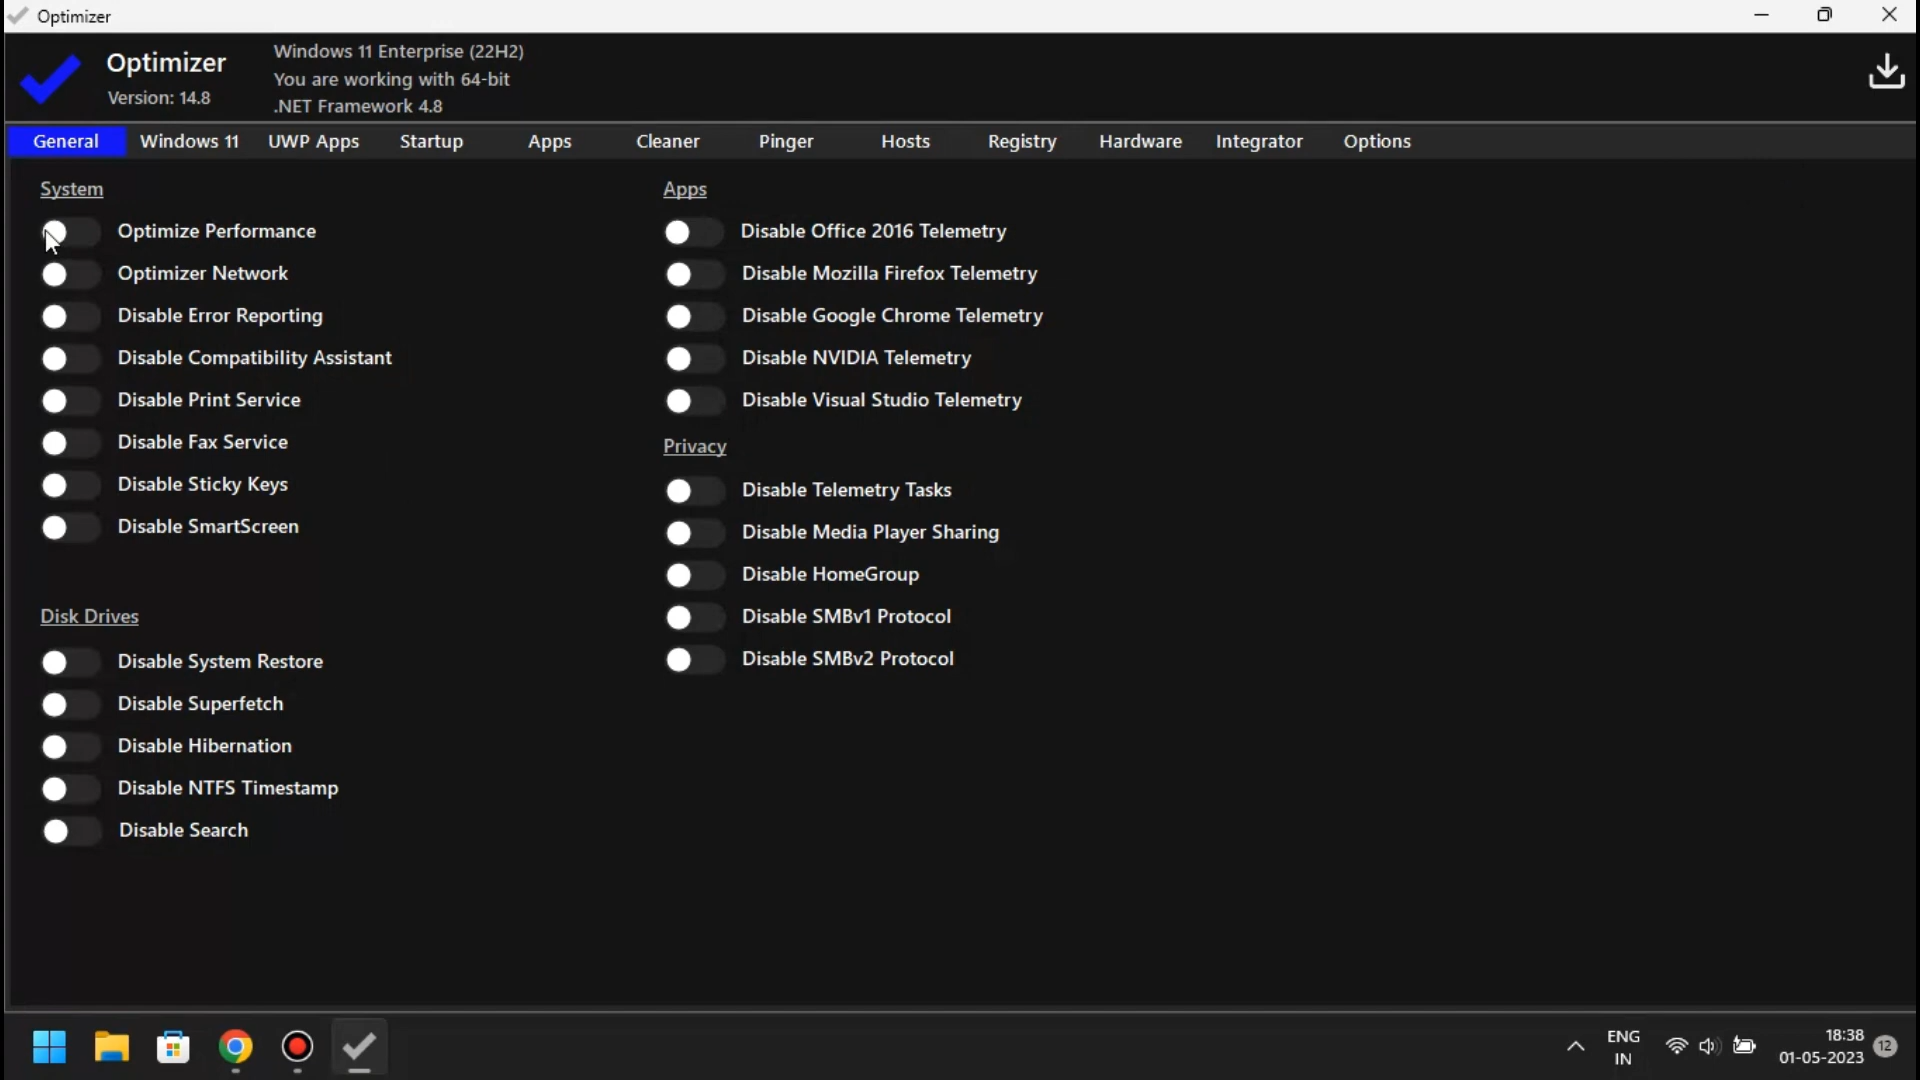 Optimizer
Optimizer
Version: 14.8
Windows 11 Enterprise (22H2)
You are working with 64-bit
.NET Framework 4.8
General Windows 11 UWP Apps Startup Apps Cleaner Pinger Hosts Registry Hardware Integrator Options
System
Optimize Performance
Optimizer Network
Disable Error Reporting
Disable Compatibility Assistant
Disable Print Service
Disable Fax Service
Disable Sticky Keys
Disable SmartScreen
Disk Drives
Disable System Restore
Disable Superfetch
Disable Hibernation
Disable NTFS Timestamp
Disable Search
Apps
Disable Office 2016 Telemetry
Disable Mozilla Firefox Telemetry
Disable Google Chrome Telemetry
Disable NVIDIA Telemetry
Disable Visual Studio Telemetry
Privacy
Disable Telemetry Tasks
Disable Media Player Sharing
Disable HomeGroup
Disable SMBv1 Protocol
Disable SMBv2 Protocol
ENG
IN
18:38
01-05-2023
12